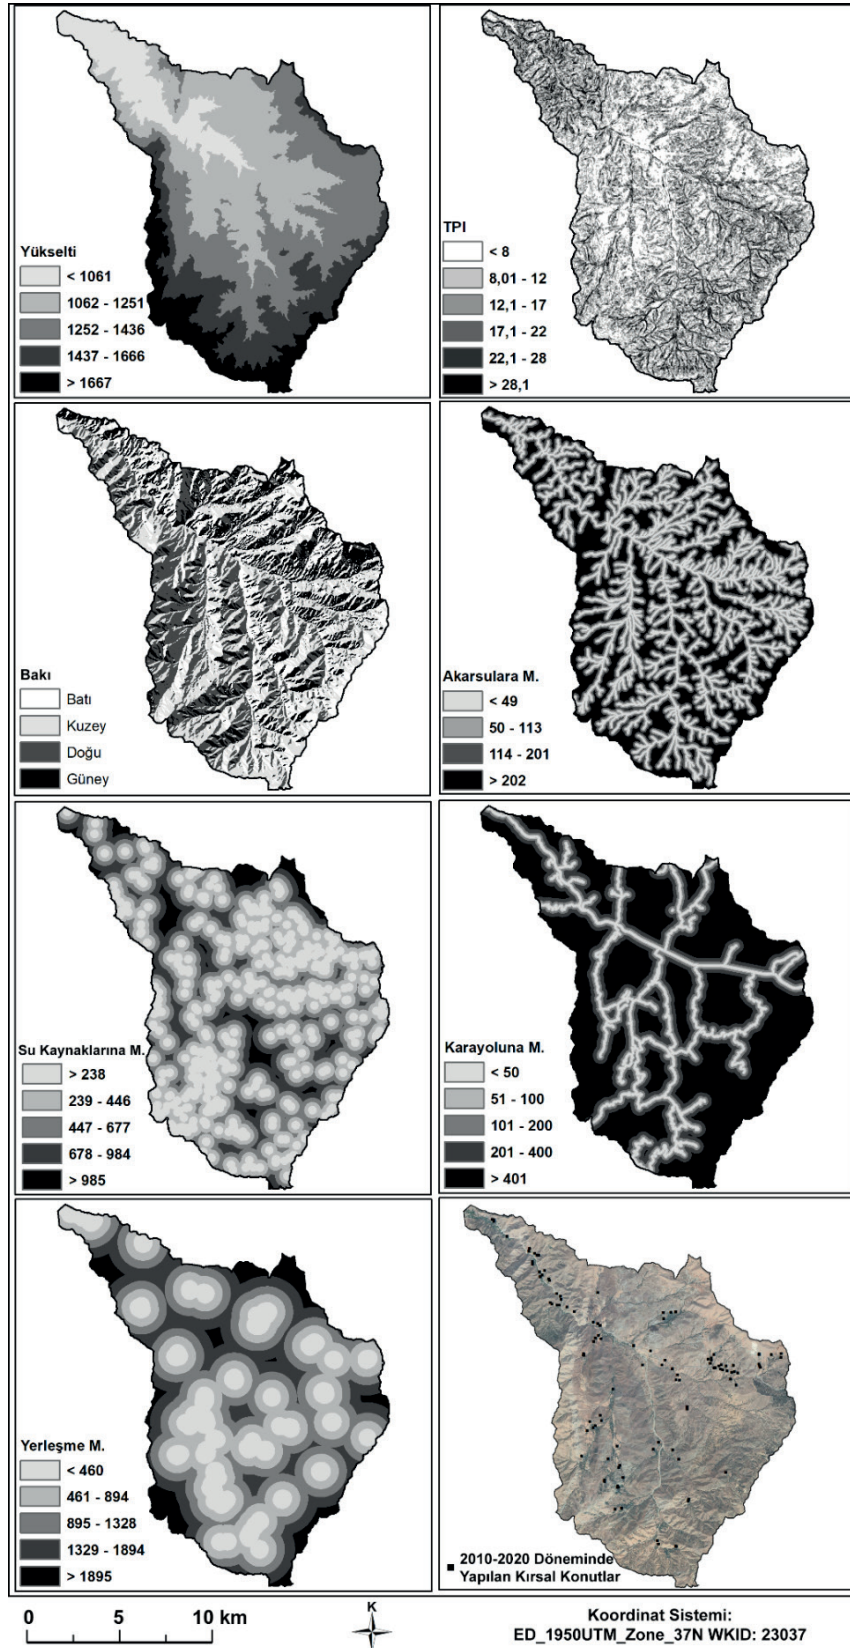 Yükselti
< 1061
1062 - 1251
1252 - 1436
1437 - 1666
> 1667
TPI
< 8
8,01 - 12
12,1 - 17
17,1 - 22
22,1 - 28
> 28,1
Bakı
Batı
Kuzey
Doğu
Güney
Akarsulara M.
< 49
50 - 113
114 - 201
> 202
Su Kaynaklarına M.
> 238
239 - 446
447 - 677
678 - 984
> 985
Karayoluna M.
< 50
51 - 100
101 - 200
201 - 400
> 401
Yerleşme M.
< 460
461 - 894
895 - 1328
1329 - 1894
> 1895
2010-2020 Döneminde
Yapılan Kırsal Konutlar
0 5 10 km
K
Koordinat Sistemi:
ED_1950UTM_Zone_37N WKID: 23037